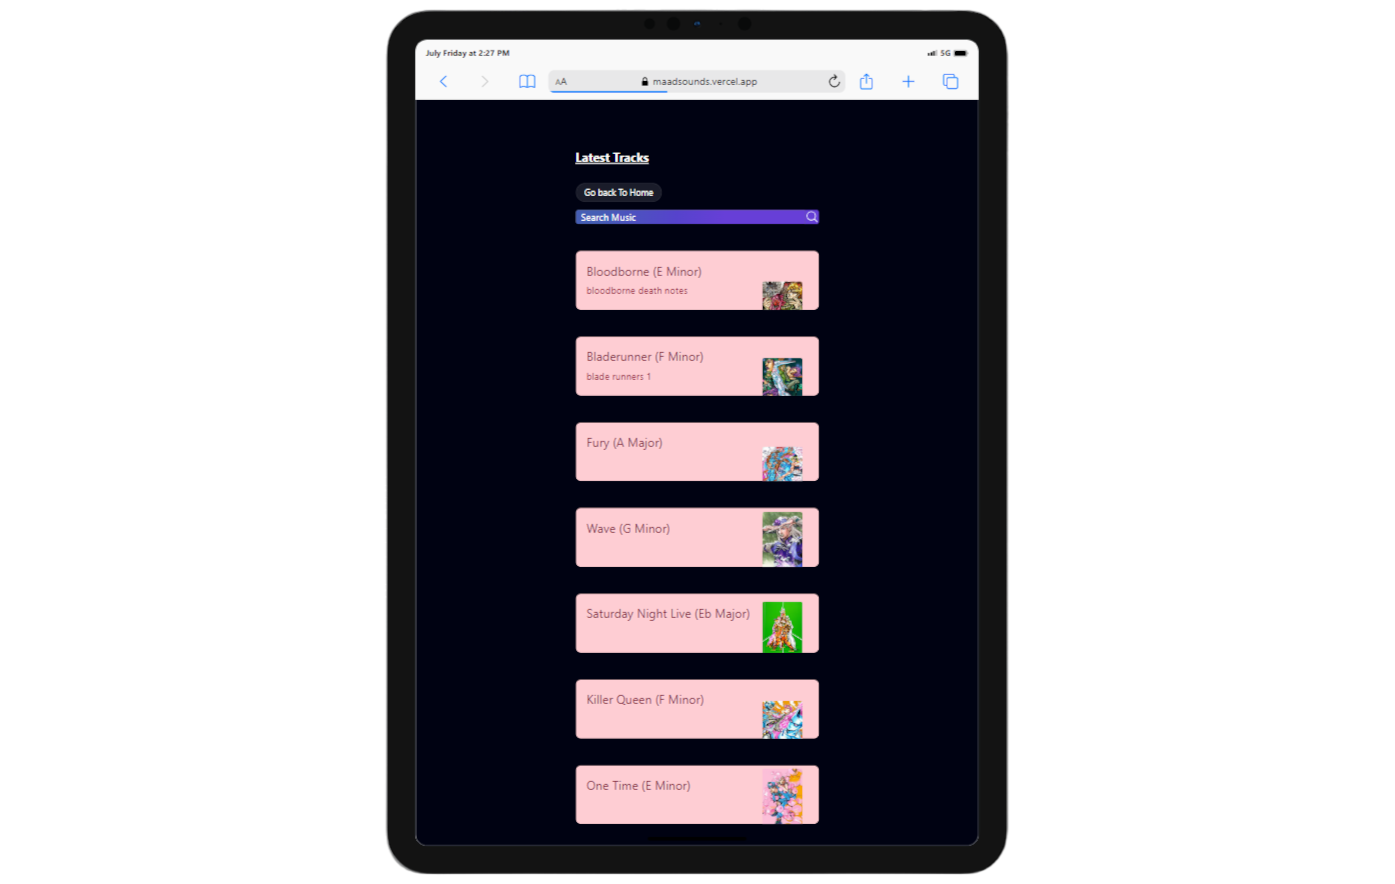 July Friday at 2:27 PM
5G
AA
maadsounds.vercel.app
Latest Tracks
Go back To Home
Search Music
Bloodborne (E Minor)
bloodborne death notes
Bladerunner (F Minor)
blade runners 1
Fury (A Major)
Wave (G Minor)
Saturday Night Live (Eb Major)
Killer Queen (F Minor)
One Time (E Minor)